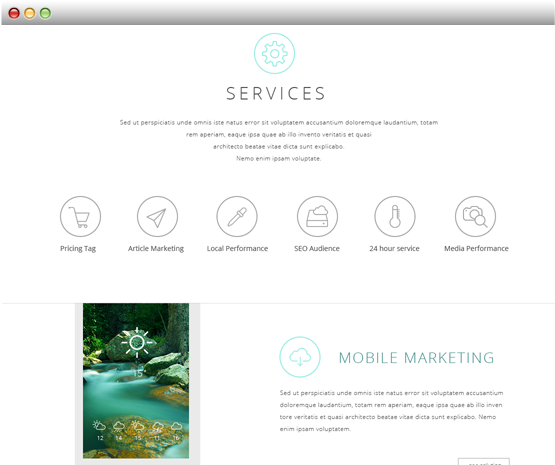 SERVICES
Sed ut perspiciatis unde omnis iste natus error sit voluptatem accusantium doloremque laudantium, totam
rem aperiam, eaque ipsa quae ab illo invento veritatis et quasi
architecto beatae vitae dicta sunt explicabo.
Nemo enim ipsam voluptate.
Pricing Tag
Article Marketing
Local Performance
SEO Audience
24 hour service
Media Performance
MOBILE MARKETING
Sed ut perspiciatis unde omnis iste natus error sit voluptatem accusantium
doloremque laudantium, totam rem aperiam, eaque ipsa quae ab illo inven
tore veritatis et quasi architecto beatae vitae dicta sunt explicabo. Nemo
enim ipsam voluptatem.
12 14 15 11 16